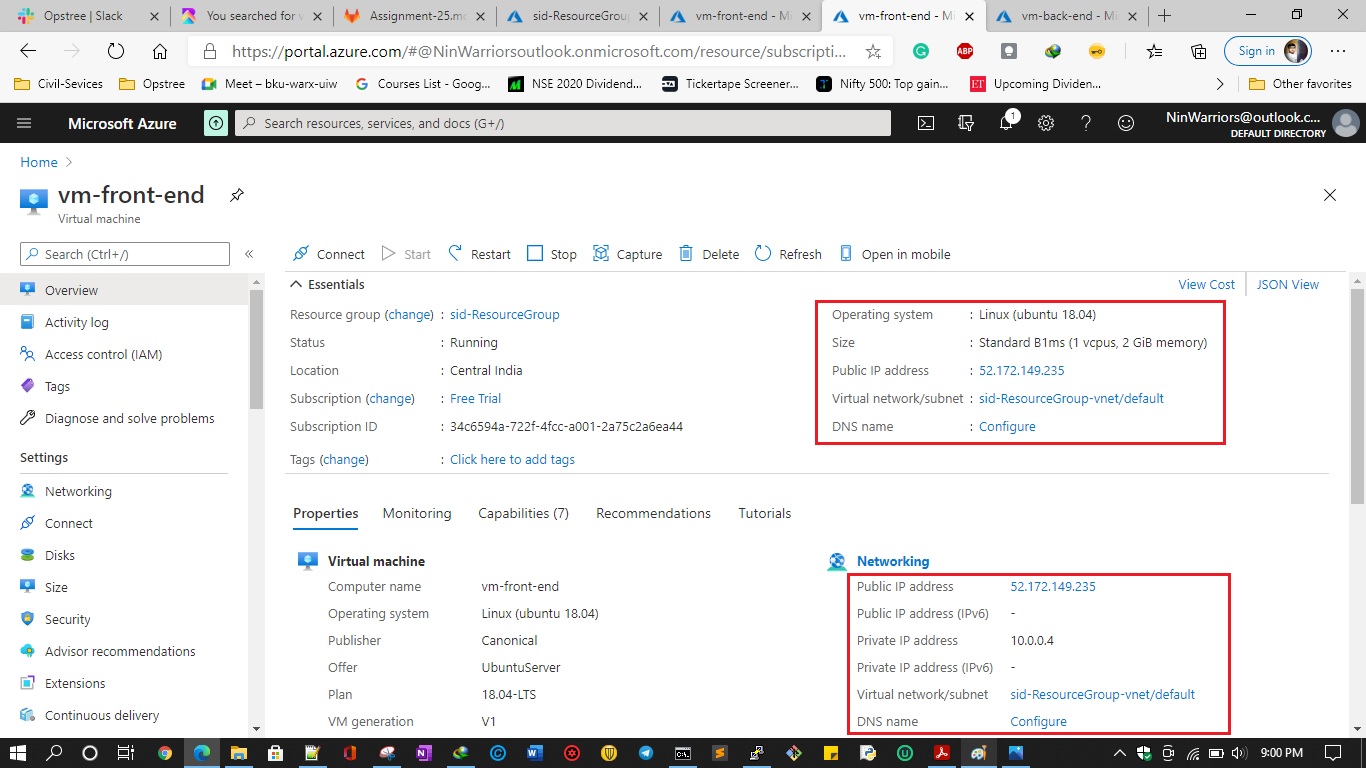 Opstree | Slack
You searched for v
Assignment-25.md
sid-ResourceGroup
vm-front-end - Mi
vm-front-end - Mi
vm-back-end - Mi
https://portal.azure.com/#@NinWarriorsoutlook.onmicrosoft.com/resource/subscripti...
ABP
Sign in
Civil-Sevices
Opstree
Meet – bku-warx-uiw
Courses List - Goog...
NSE 2020 Dividend...
Tickertape Screener...
Nifty 500: Top gain...
ET
Upcoming Dividen...
Other favorites
Microsoft Azure
Search resources, services, and docs (G+/)
1
NinWarriors@outlook.c...
DEFAULT DIRECTORY
Home
vm-front-end
Virtual machine
Search (Ctrl+/)
«
Connect
Start
Restart
Stop
Capture
Delete
Refresh
Open in mobile
Overview
Activity log
Access control (IAM)
Tags
Diagnose and solve problems
Settings
Networking
Connect
Disks
Size
Security
Advisor recommendations
Extensions
Continuous delivery
Essentials
View Cost
JSON View
Resource group (change) : sid-ResourceGroup
Status : Running
Location : Central India
Subscription (change) : Free Trial
Subscription ID : 34c6594a-722f-4fcc-a001-2a75c2a6ea44
Tags (change) : Click here to add tags
Operating system : Linux (ubuntu 18.04)
Size : Standard B1ms (1 vcpus, 2 GiB memory)
Public IP address : 52.172.149.235
Virtual network/subnet : sid-ResourceGroup-vnet/default
DNS name : Configure
Properties
Monitoring
Capabilities (7)
Recommendations
Tutorials
Virtual machine
Computer name vm-front-end
Operating system Linux (ubuntu 18.04)
Publisher Canonical
Offer UbuntuServer
Plan 18.04-LTS
VM generation V1
Networking
Public IP address 52.172.149.235
Public IP address (IPv6) -
Private IP address 10.0.0.4
Private IP address (IPv6) -
Virtual network/subnet sid-ResourceGroup-vnet/default
DNS name Configure
9:00 PM